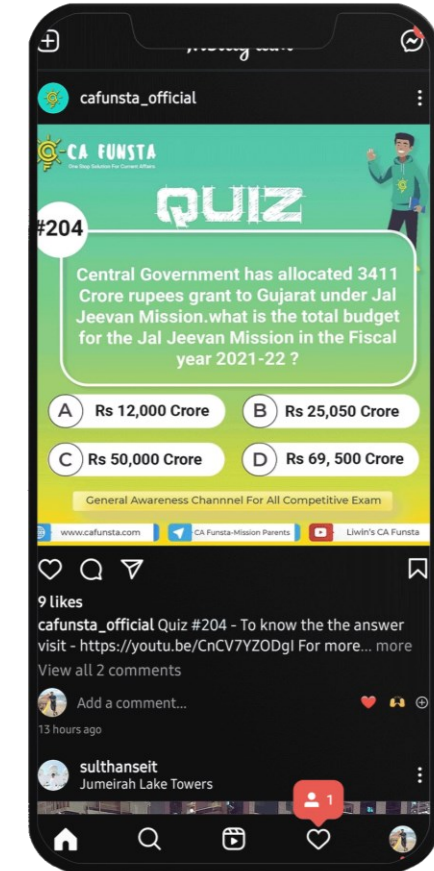 cafunsta_official
CA FUNSTA
One Stop Solution For Current Affairs
QUIZ
#204
Central Government has allocated 3411
Crore rupees grant to Gujarat under Jal
Jeevan Mission.what is the total budget
for the Jal Jeevan Mission in the Fiscal
year 2021-22 ?
A Rs 12,000 Crore
B Rs 25,050 Crore
C Rs 50,000 Crore
D Rs 69, 500 Crore
General Awareness Channnel For All Competitive Exam
www.cafunsta.com
CA Funsta-Mission Parents
Liwin's CA Funsta
9 likes
cafunsta_official Quiz #204 - To know the the answer
visit - https://youtu.be/CnCV7YZODgI For more... more
View all 2 comments
Add a comment...
13 hours ago
sulthanseit
Jumeirah Lake Towers
1